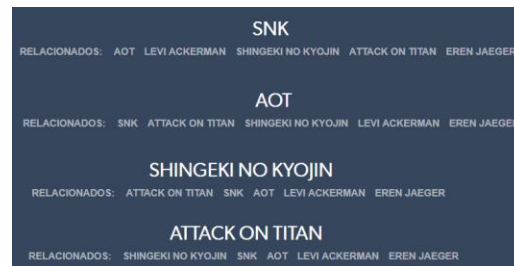 SNK
RELACIONADOS: AOT LEVI ACKERMAN SHINGEKI NO KYOJIN ATTACK ON TITAN EREN JAEGER
AOT
RELACIONADOS: SNK ATTACK ON TITAN SHINGEKI NO KYOJIN LEVI ACKERMAN EREN JAEGE
SHINGEKI NO KYOJIN
RELACIONADOS: ATTACK ON TITAN SNK AOT LEVI ACKERMAN EREN JAEGER
ATTACK ON TITAN
RELACIONADOS: SHINGEKI NO KYOJIN SNK AOT LEVI ACKERMAN EREN JAEGER